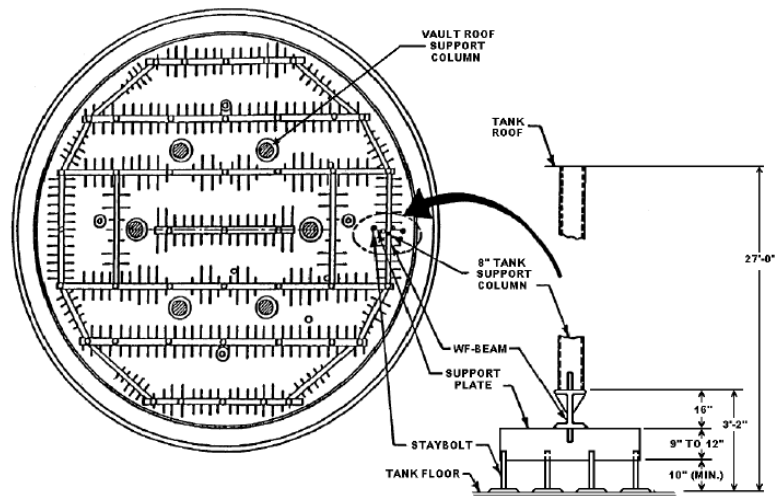 VAULT ROOF
SUPPORT
COLUMN
TANK
ROOF
27'-0"
8" TANK
SUPPORT
COLUMN
WF-BEAM
SUPPORT
PLATE
16"
3'-2"
9" TO 12"
STAYBOLT
10" (MIN.)
TANK FLOOR